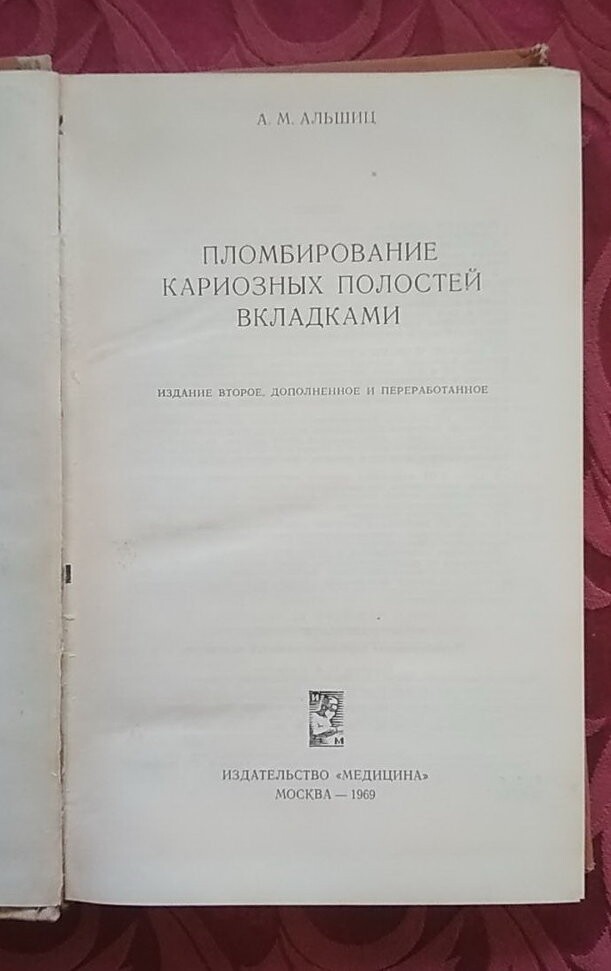 А. М. АЛЬШИЦ
ПЛОМБИРОВАНИЕ
КАРИОЗНЫХ ПОЛОСТЕЙ
ВКЛАДКАМИ
ИЗДАНИЕ ВТОРОЕ, ДОПОЛНЕННОЕ И ПЕРЕРАБОТАННОЕ
И
М
ИЗДАТЕЛЬСТВО «МЕДИЦИНА»
МОСКВА — 1969